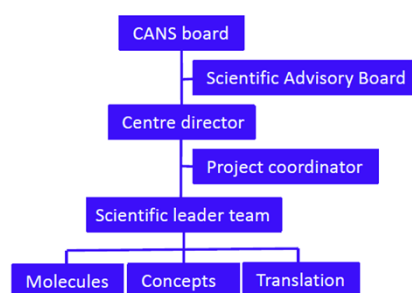 CANS board
Scientific Advisory Board
Centre director
Project coordinator
Scientific leader team
Molecules
Concepts
Translation